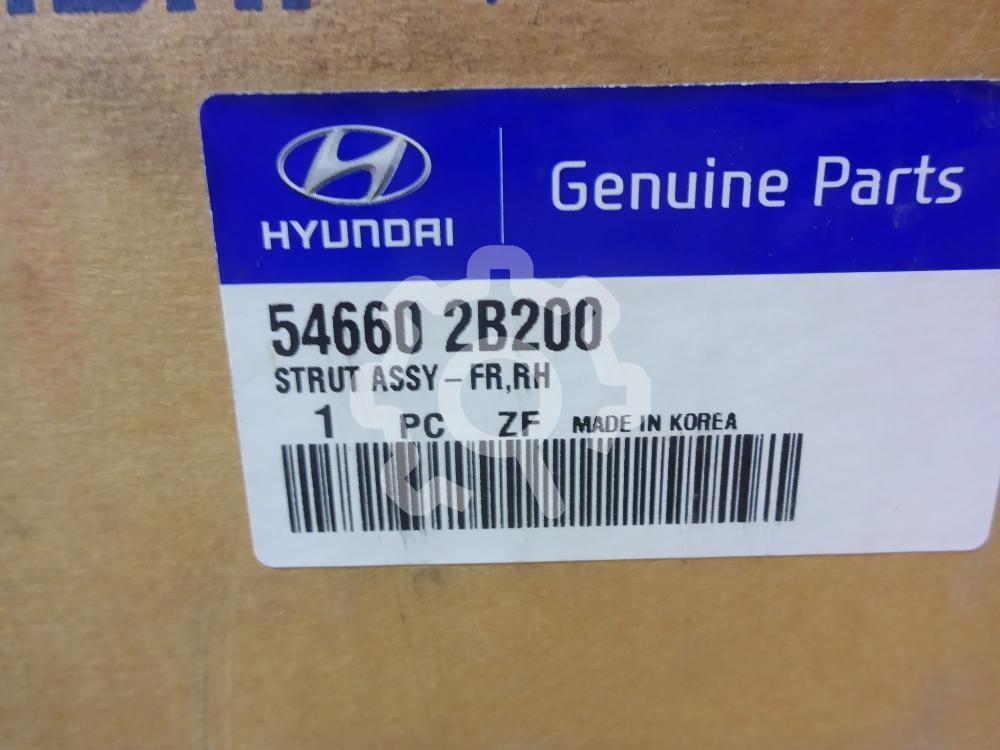 HYUNDAI
Genuine Parts
54660 2B200
STRUT ASSY-FR,RH
1 PC ZF MADE IN KOREA